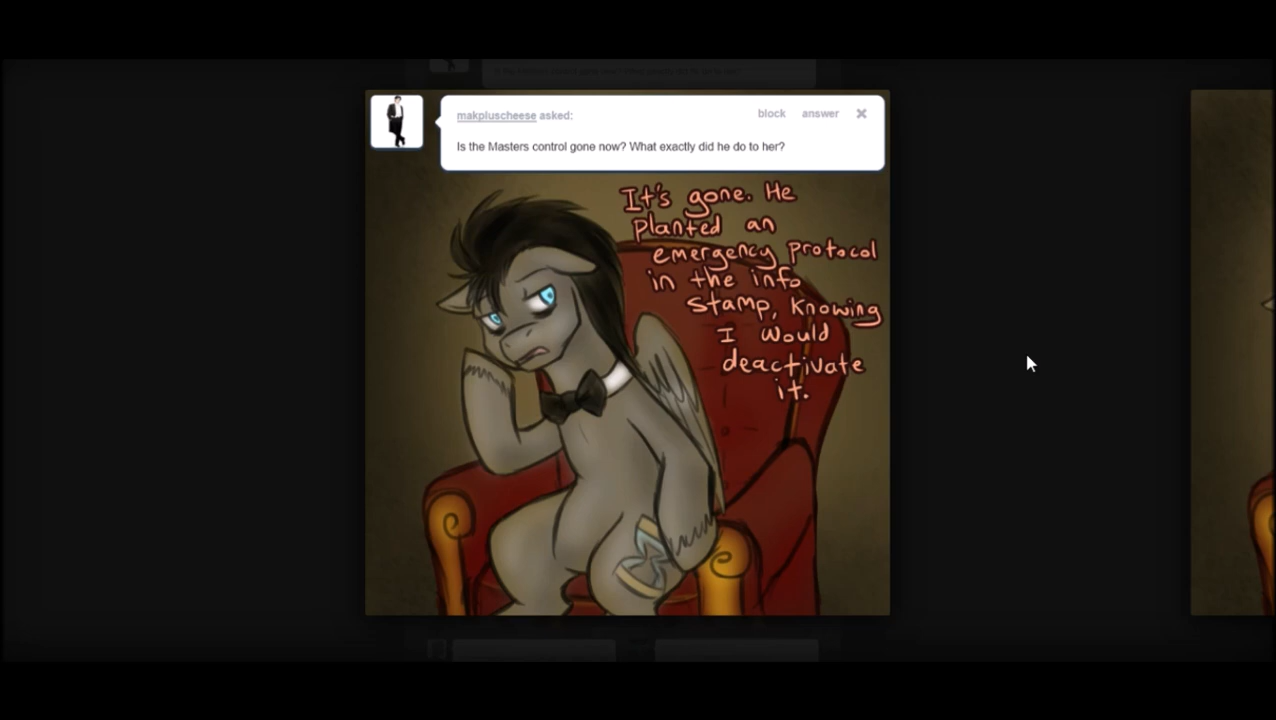 makpluscheese asked:
block answer
Is the Masters control gone now? What exactly did he do to her?
It's gone. He
planted an
emergency protocol
in the info
stamp, knowing
I would
deactivate
it.